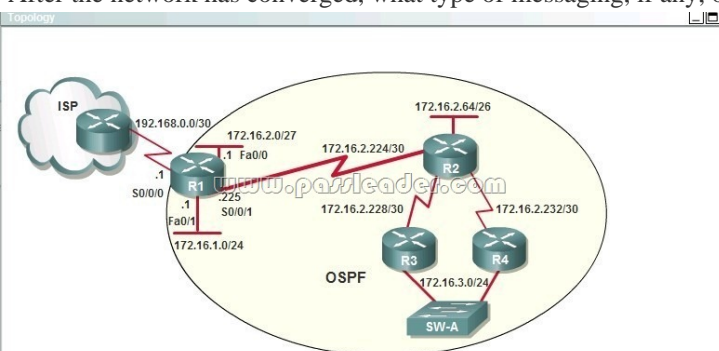 After the network has converged, what type of messaging, if any,
Topology
ISP
192.168.0.0/30
172.16.2.0/27
.1 Fa0/0
172.16.2.64/26
172.16.2.224/30
.1
S0/0/0
R1
R2
.225
S0/0/1
.1
Fa0/1
172.16.1.0/24
www.passleader.com
172.16.2.228/30
172.16.2.232/30
R3
R4
OSPF
172.16.3.0/24
SW-A